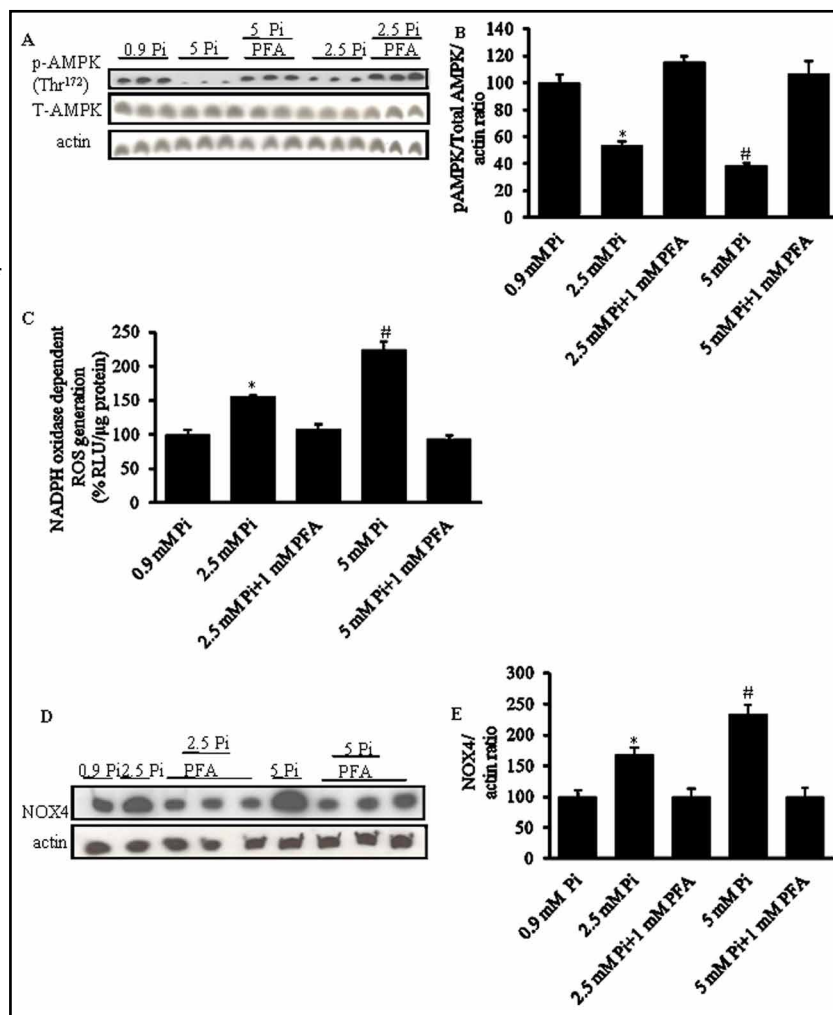 A
0.9 Pi
5 Pi
5 Pi
PFA
2.5 Pi
2.5 Pi
PFA
p-AMPK
(Thr¹⁷²)
T-AMPK
actin
B
pAMPK/Total AMPK/
actin ratio
140
120
100
80
60
40
20
0
*
#
0.9 mM Pi
2.5 mM Pi
2.5 mM Pi+1 mM PFA
5 mM Pi
5 mM Pi+1 mM PFA
C
NADPH oxidase dependent
ROS generation
(% RLU/µg protein)
250
200
150
100
50
0
*
#
0.9 mM Pi
2.5 mM Pi
2.5 mM Pi+1 mM PFA
5 mM Pi
5 mM Pi+1 mM PFA
D
0.9 Pi
2.5 Pi
2.5 Pi
PFA
5 Pi
5 Pi
PFA
NOX4
actin
E
NOX4/
actin ratio
300
250
200
150
100
50
0
*
#
0.9 mM Pi
2.5 mM Pi
2.5 mM Pi+1 mM PFA
5 mM Pi
5 mM Pi+1 mM PFA